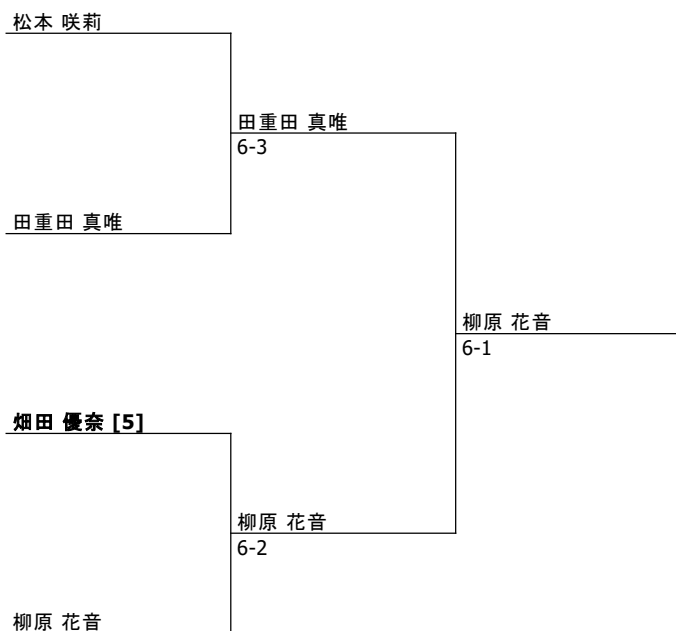 松本 咲莉
田重田 真唯
6-3
田重田 真唯
柳原 花音
6-1
畑田 優奈 [5]
柳原 花音
6-2
柳原 花音